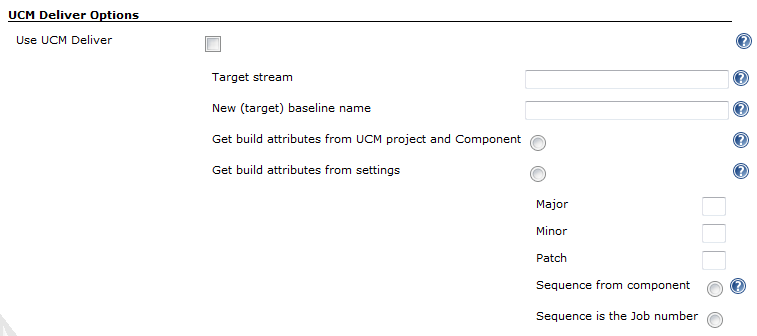 UCM Deliver Options
Use UCM Deliver
?
Target stream
?
New (target) baseline name
?
Get build attributes from UCM project and Component
?
Get build attributes from settings
?
Major
Minor
Patch
Sequence from component
?
Sequence is the Job number